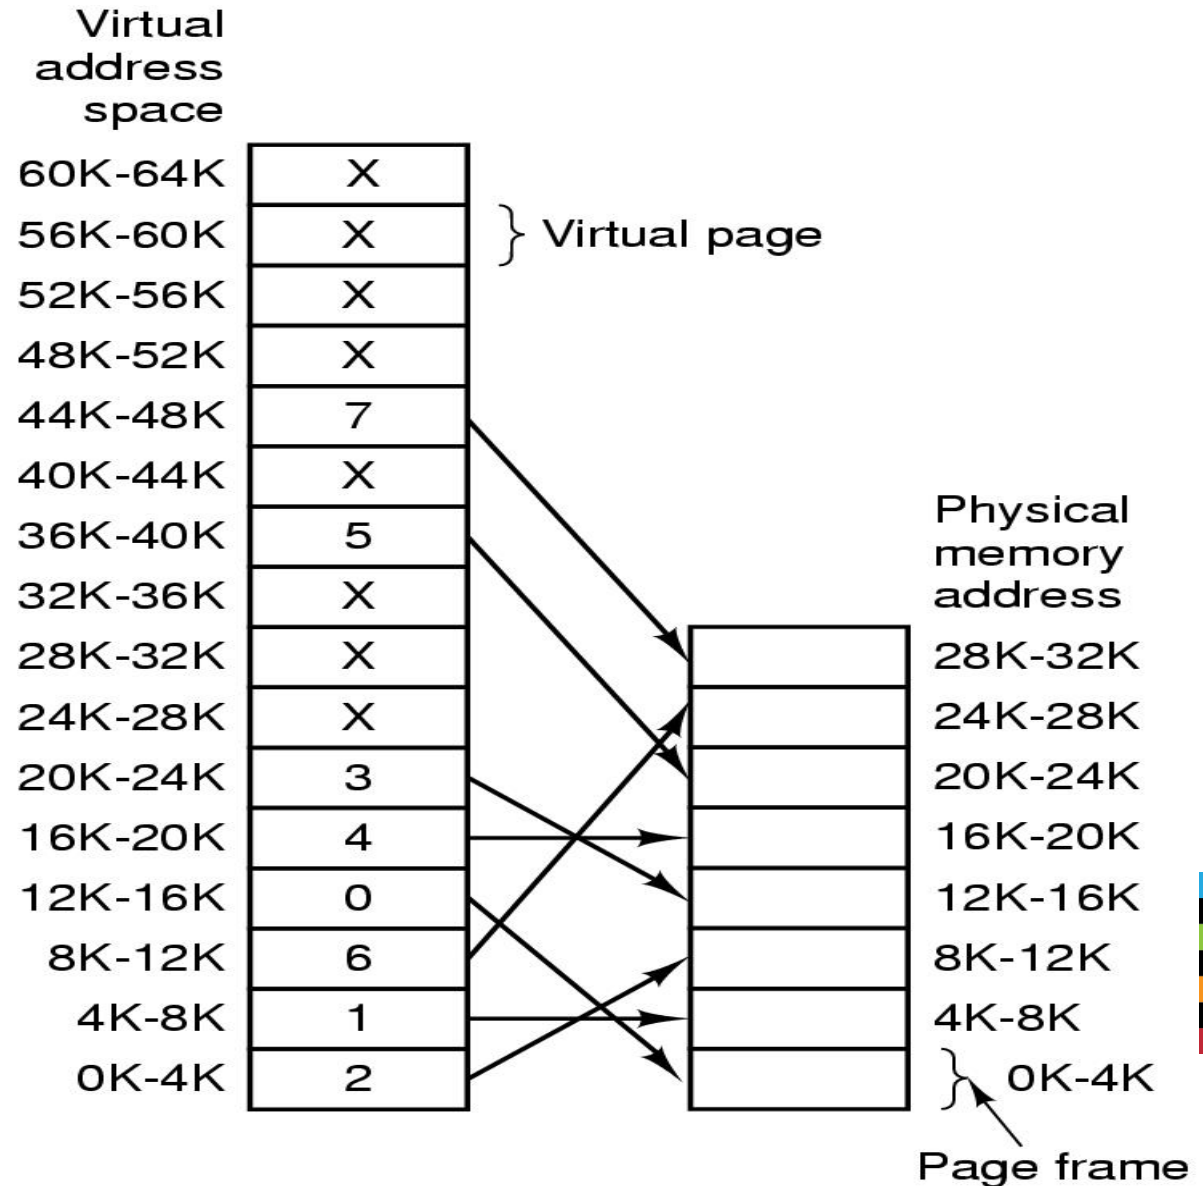 Virtual
address
space
60K-64K X
56K-60K X Virtual page
52K-56K X
48K-52K X
44K-48K 7
40K-44K X
36K-40K 5
32K-36K X
28K-32K X
24K-28K X
20K-24K 3
16K-20K 4
12K-16K 0
8K-12K 6
4K-8K 1
0K-4K 2
Physical
memory
address
28K-32K
24K-28K
20K-24K
16K-20K
12K-16K
8K-12K
4K-8K
0K-4K
Page frame